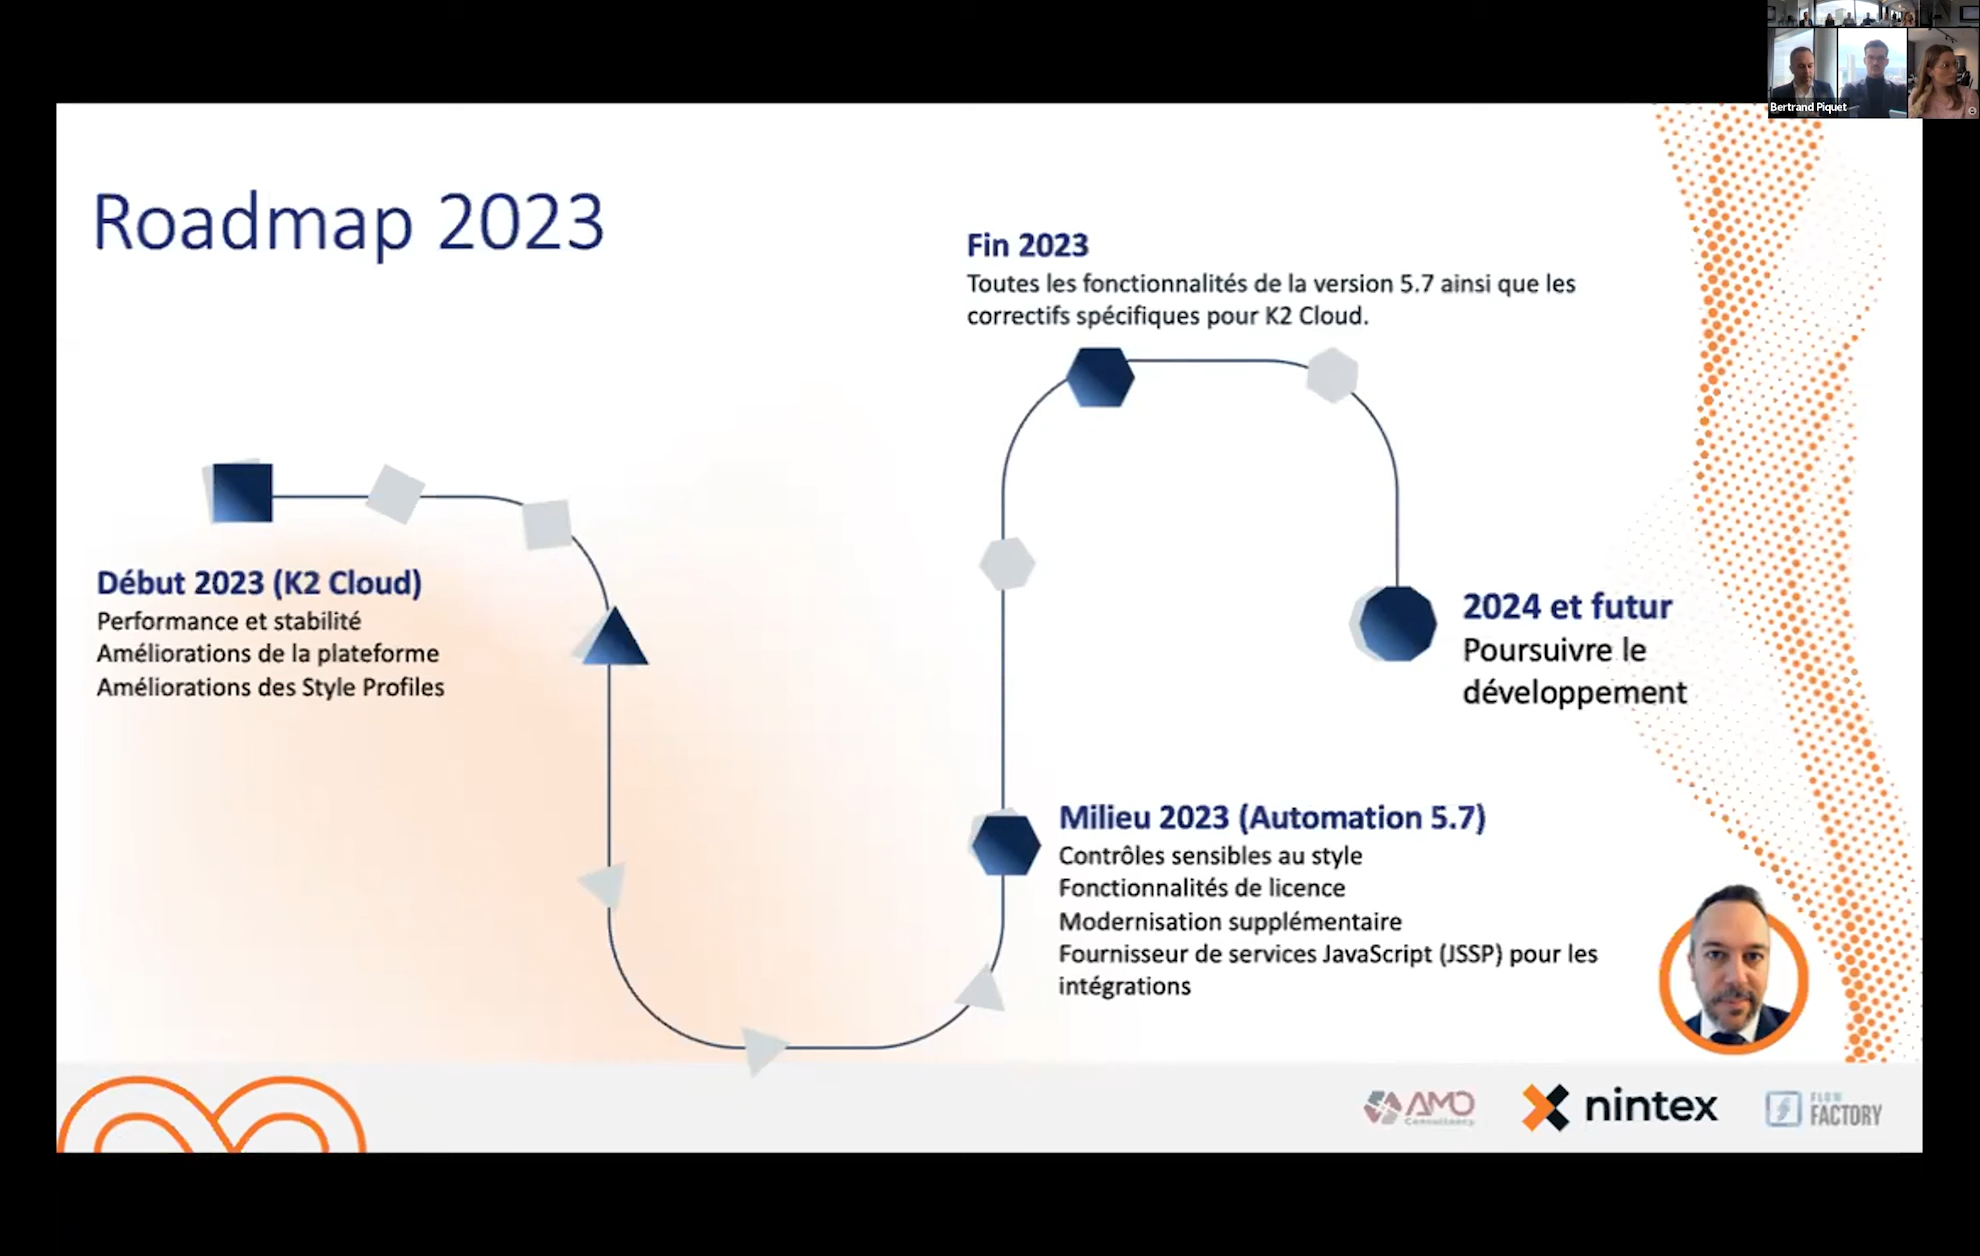 Bertrand Piquet
Roadmap 2023
Fin 2023
Toutes les fonctionnalités de la version 5.7 ainsi que les
correctifs spécifiques pour K2 Cloud.
Début 2023 (K2 Cloud)
Performance et stabilité
Améliorations de la plateforme
Améliorations des Style Profiles
2024 et futur
Poursuivre le
développement
Milieu 2023 (Automation 5.7)
Contrôles sensibles au style
Fonctionnalités de licence
Modernisation supplémentaire
Fournisseur de services JavaScript (JSSP) pour les
intégrations
AMO
Consultancy
nintex
FLOW
FACTORY